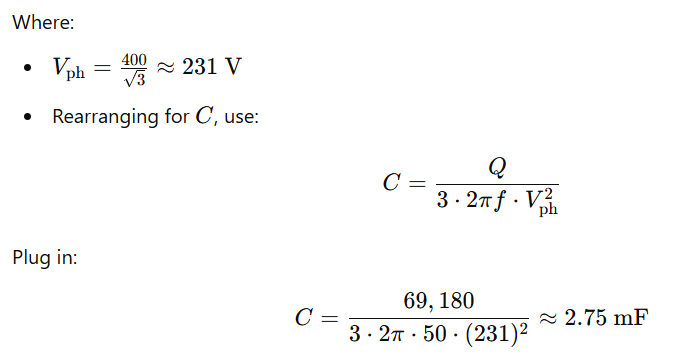 Where:
• V_ph = 400/√3 ≈ 231 V
• Rearranging for C, use:
C = Q / (3 · 2πf · V_ph^2)
Plug in:
C = 69,180 / (3 · 2π · 50 · (231)^2) ≈ 2.75 mF